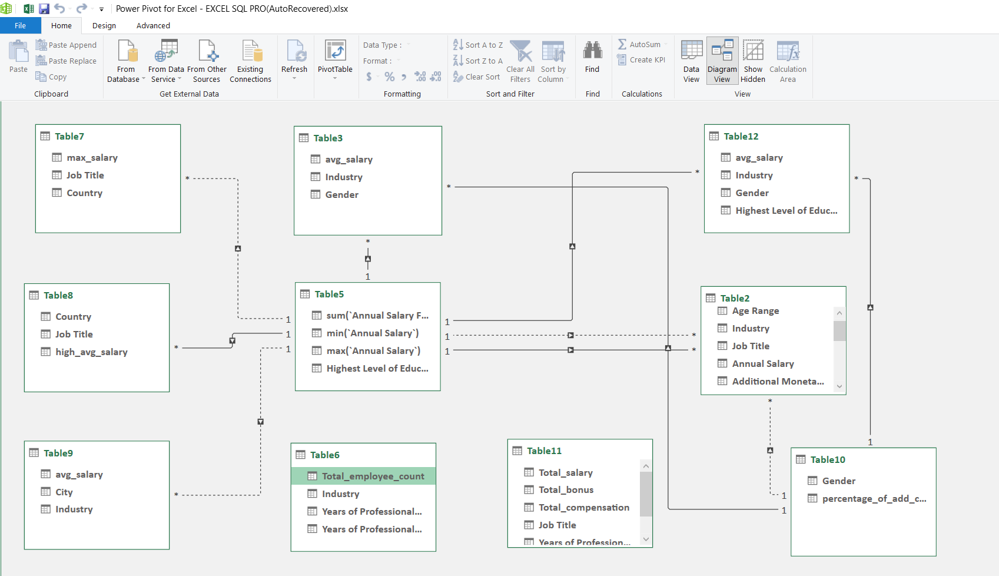 Power Pivot for Excel - EXCEL SQL PRO(AutoRecovered).xlsx
File Home Design Advanced
Paste
Paste Append
Paste Replace
Copy
Clipboard
From Database
From Data Service
From Other Sources
Existing Connections
Get External Data
Refresh
PivotTable
Data Type :
Format :
$ % ,
.00 .00
Formatting
Sort A to Z
Sort Z to A
Clear Sort
Clear All Filters
Sort by Column
Sort and Filter
Find
Find
AutoSum
Create KPI
Calculations
Data View
Diagram View
Show Hidden
Calculation Area
View
Table7
max_salary
Job Title
Country
*
Table3
avg_salary
Industry
Gender
*
*
1
Table12
avg_salary
Industry
Gender
Highest Level of Educ...
*
*
Table8
Country
Job Title
high_avg_salary
*
Table5
sum(`Annual Salary F...
min(`Annual Salary`)
max(`Annual Salary`)
Highest Level of Educ...
1
1
1
1
1
1
Table2
Age Range
Industry
Job Title
Annual Salary
Additional Moneta...
*
*
*
Table9
avg_salary
City
Industry
*
Table6
Total_employee_count
Industry
Years of Professional...
Years of Professional...
Table11
Total_salary
Total_bonus
Total_compensation
Job Title
Years of Profession...
1
Table10
Gender
percentage_of_add_c...
1
1